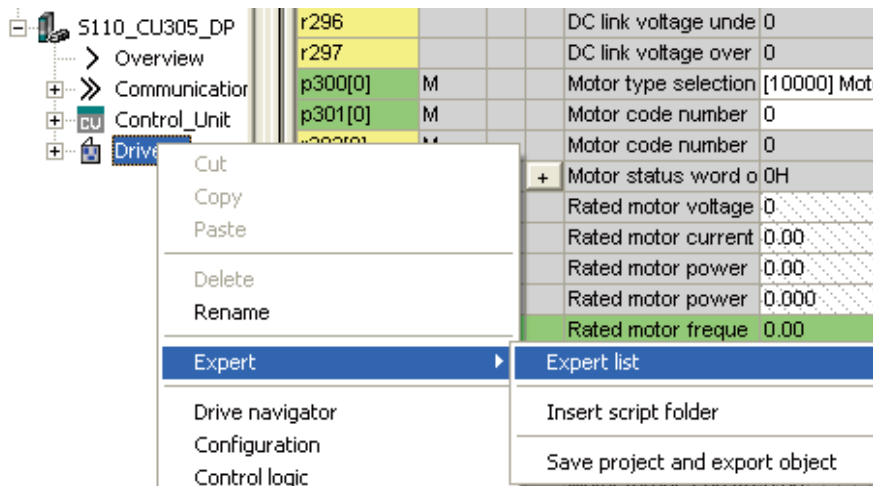 S110_CU305_DP
Overview
Communication
CU Control_Unit
Drive
r296 DC link voltage unde 0
r297 DC link voltage over 0
p300[0] M Motor type selection [10000] Mot
p301[0] M Motor code number 0
r302[0] M Motor code number 0
+ Motor status word o 0H
Rated motor voltage 0
Rated motor current 0.00
Rated motor power 0.00
Rated motor power 0.000
Rated motor freque 0.00
Cut
Copy
Paste
Delete
Rename
Expert
Drive navigator
Configuration
Control logic
Expert list
Insert script folder
Save project and export object